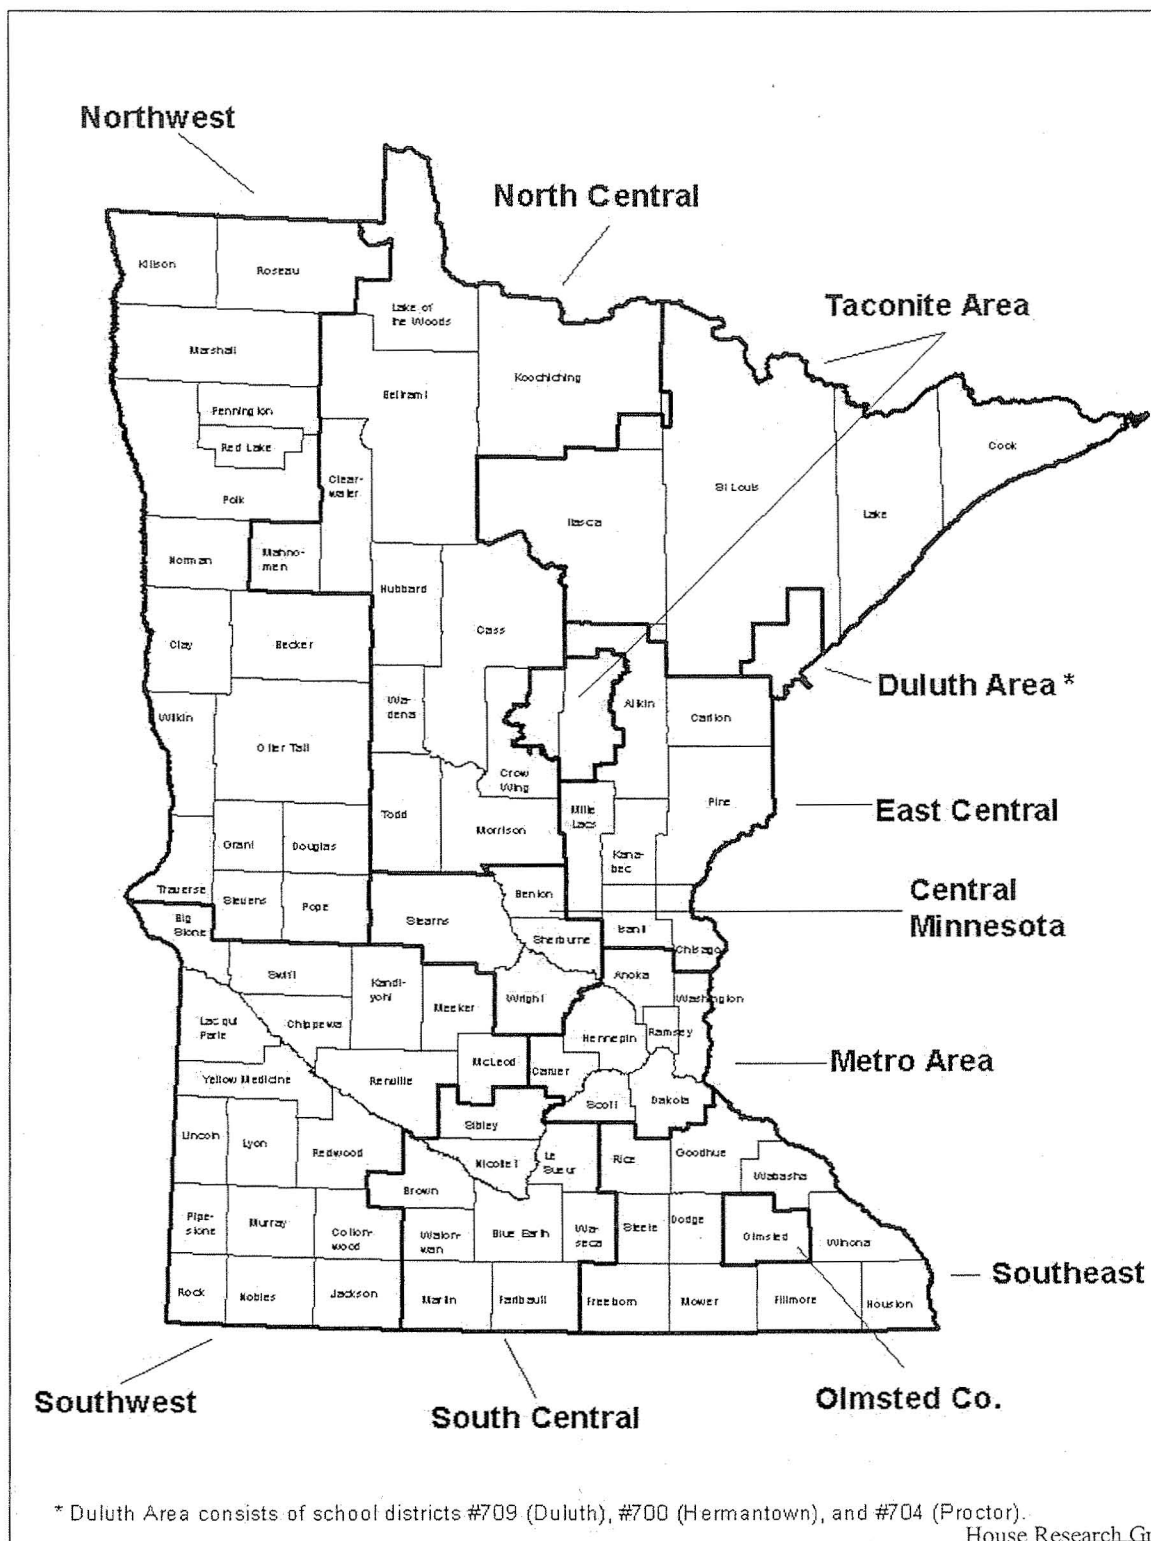 Northwest
North Central
Taconite Area
Kittson
Roseau
Lake of
the Woods
Marshall
Koochiching
Beltrami
Pennington
Red Lake
Cook
Clear-
water
Polk
St Louis
Lake
Itasca
Norman
Mahno-
men
Hubbard
Cass
Clay
Becker
Duluth Area *
Wa-
dena
Aitkin
Carlton
Wilkin
Otter Tail
Crow
Wing
Pine
East Central
Mille
Lacs
Todd
Morrison
Grant
Douglas
Kana-
bec
Traverse
Stevens
Pope
Benton
Central
Minnesota
Big
Stone
Stearns
Isanti
Sherburne
Chisago
Swift
Kandi-
yohi
Anoka
Meeker
Wright
Washington
Lac qui
Parle
Chippewa
Hennepin
Ramsey
McLeod
Carver
Metro Area
Yellow Medicine
Renville
Scott
Dakota
Sibley
Lincoln
Lyon
Redwood
Nicollet
Le
Sueur
Rice
Goodhue
Wabasha
Brown
Pipe-
stone
Murray
Cotton-
wood
Waton-
wan
Blue Earth
Wa-
seca
Steele
Dodge
Olmsted
Winona
Southeast
Rock
Nobles
Jackson
Martin
Faribault
Freeborn
Mower
Fillmore
Houston
Southwest
South Central
Olmsted Co.
* Duluth Area consists of school districts #709 (Duluth), #700 (Hermantown), and #704 (Proctor).
House Research Gr